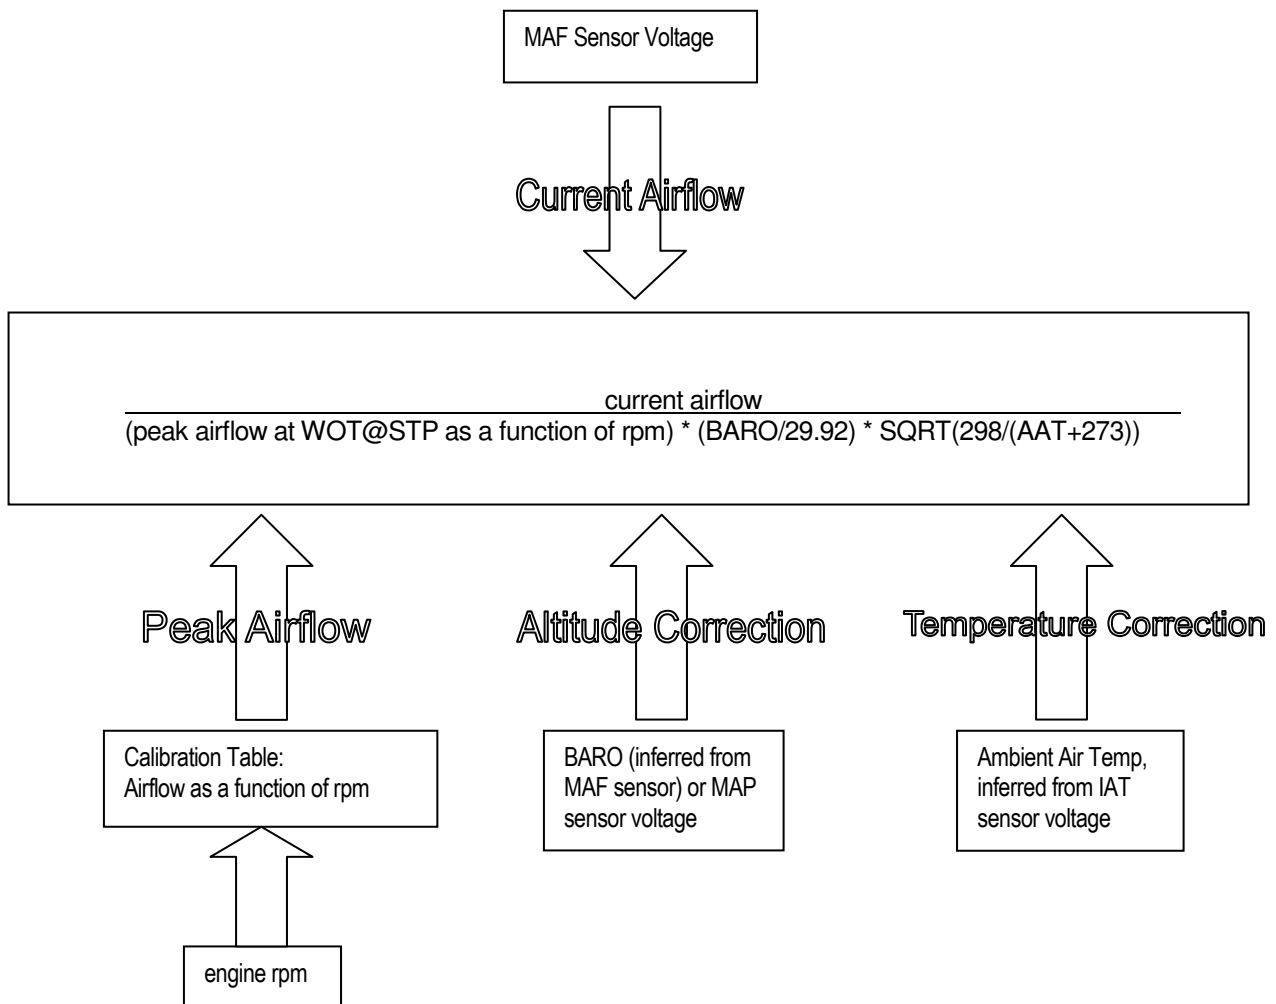 MAF Sensor Voltage
Current Airflow
current airflow
(peak airflow at WOT@STP as a function of rpm) * (BARO/29.92) * SQRT(298/(AAT+273))
Peak Airflow
Altitude Correction
Temperature Correction
Calibration Table:
Airflow as a function of rpm
BARO (inferred from
MAF sensor) or MAP
sensor voltage
Ambient Air Temp,
inferred from IAT
sensor voltage
engine rpm